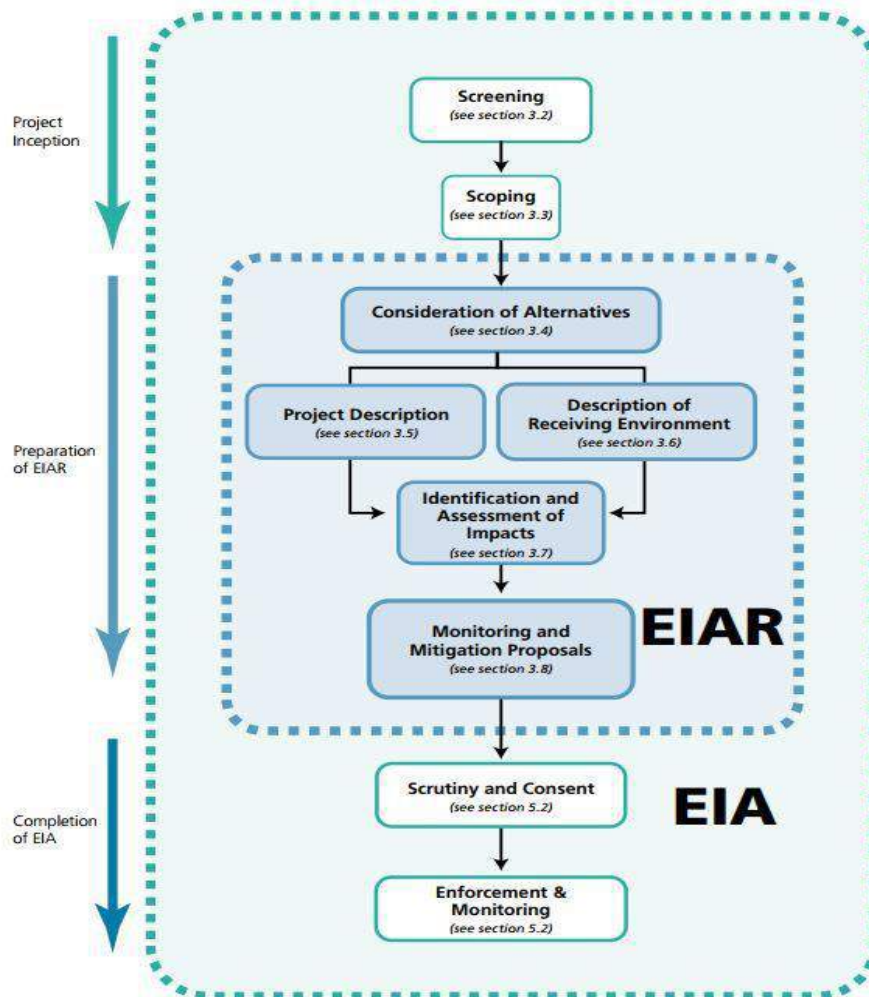 Screening
(see section 3.2)
Project
Inception
Scoping
(see section 3.3)
Consideration of Alternatives
(see section 3.4)
Project Description
(see section 3.5)
Description of
Receiving Environment
(see section 3.6)
Preparation
of EIAR
Identification and
Assessment of
Impacts
(see section 3.7)
Monitoring and
Mitigation Proposals
(see section 3.8)
EIAR
Scrutiny and Consent
(see section 5.2)
EIA
Completion
of EIA
Enforcement &
Monitoring
(see section 5.2)